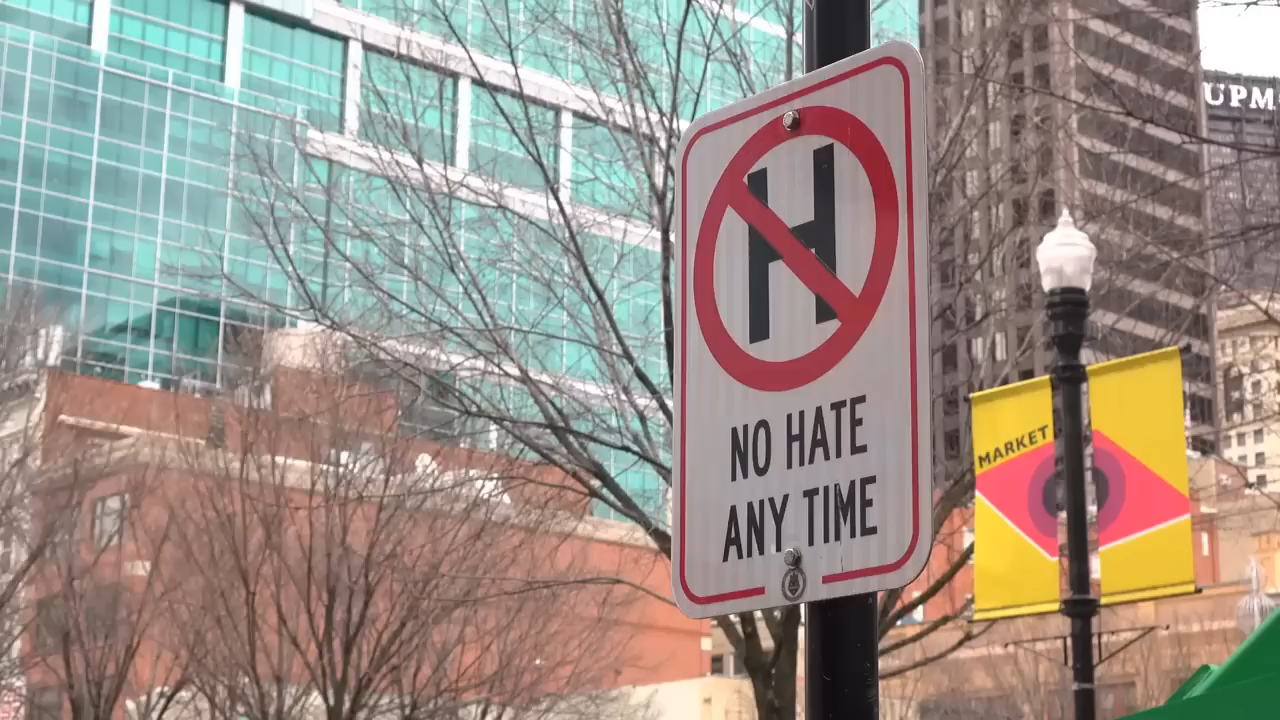 UPM
H
NO HATE
ANY TIME
MARKET